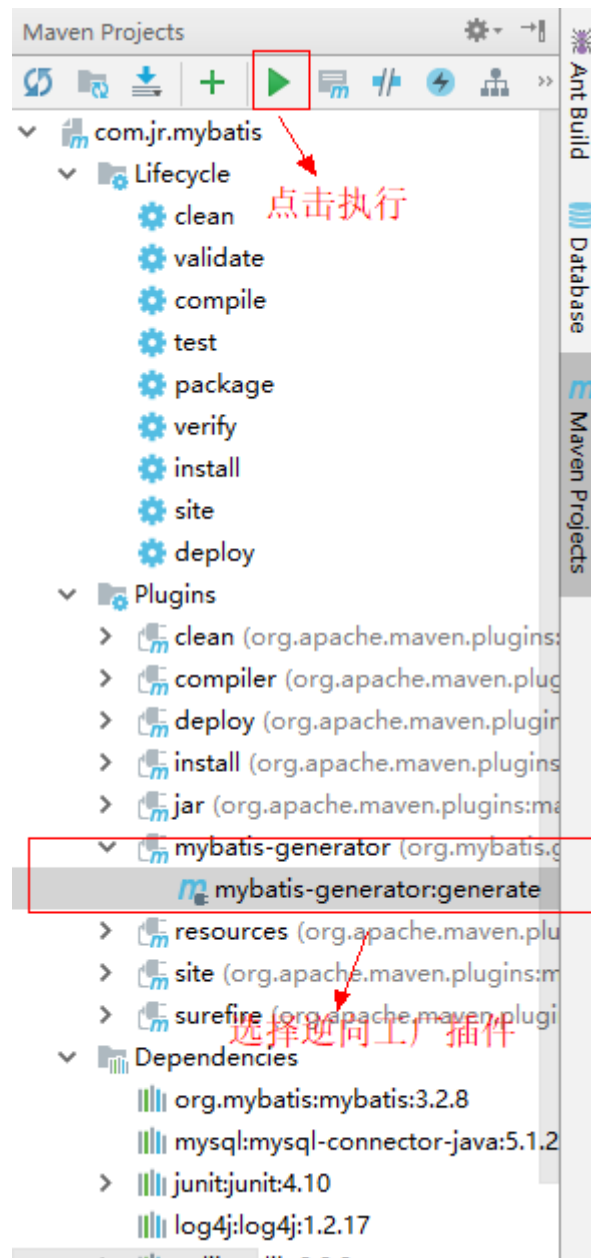 Maven Projects
com.jr.mybatis
Lifecycle
点击执行
clean
validate
compile
test
package
verify
install
site
deploy
Plugins
clean (org.apache.maven.plugins:
compiler (org.apache.maven.plug
deploy (org.apache.maven.plugin
install (org.apache.maven.plugins
jar (org.apache.maven.plugins:ma
mybatis-generator (org.mybatis.g
mybatis-generator:generate
resources (org.apache.maven.plu
site (org.apache.maven.plugins:m
surefire (org.apache.maven.plugi
选择逆向工厂插件
Dependencies
org.mybatis:mybatis:3.2.8
mysql:mysql-connector-java:5.1.2
junit:junit:4.10
log4j:log4j:1.2.17
Ant Build
Database
Maven Projects